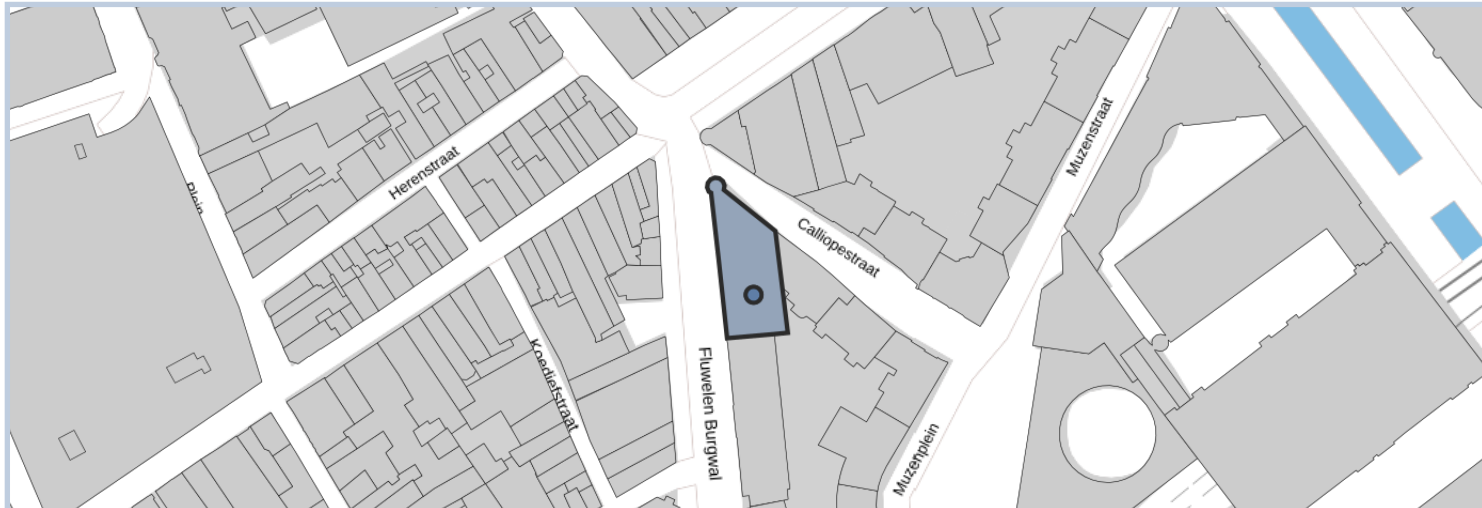 Muzenstraat
Herenstraat
Plein
Calliopestraat
Koediefstraat
Fluwelen Burgwal
Muzenplein